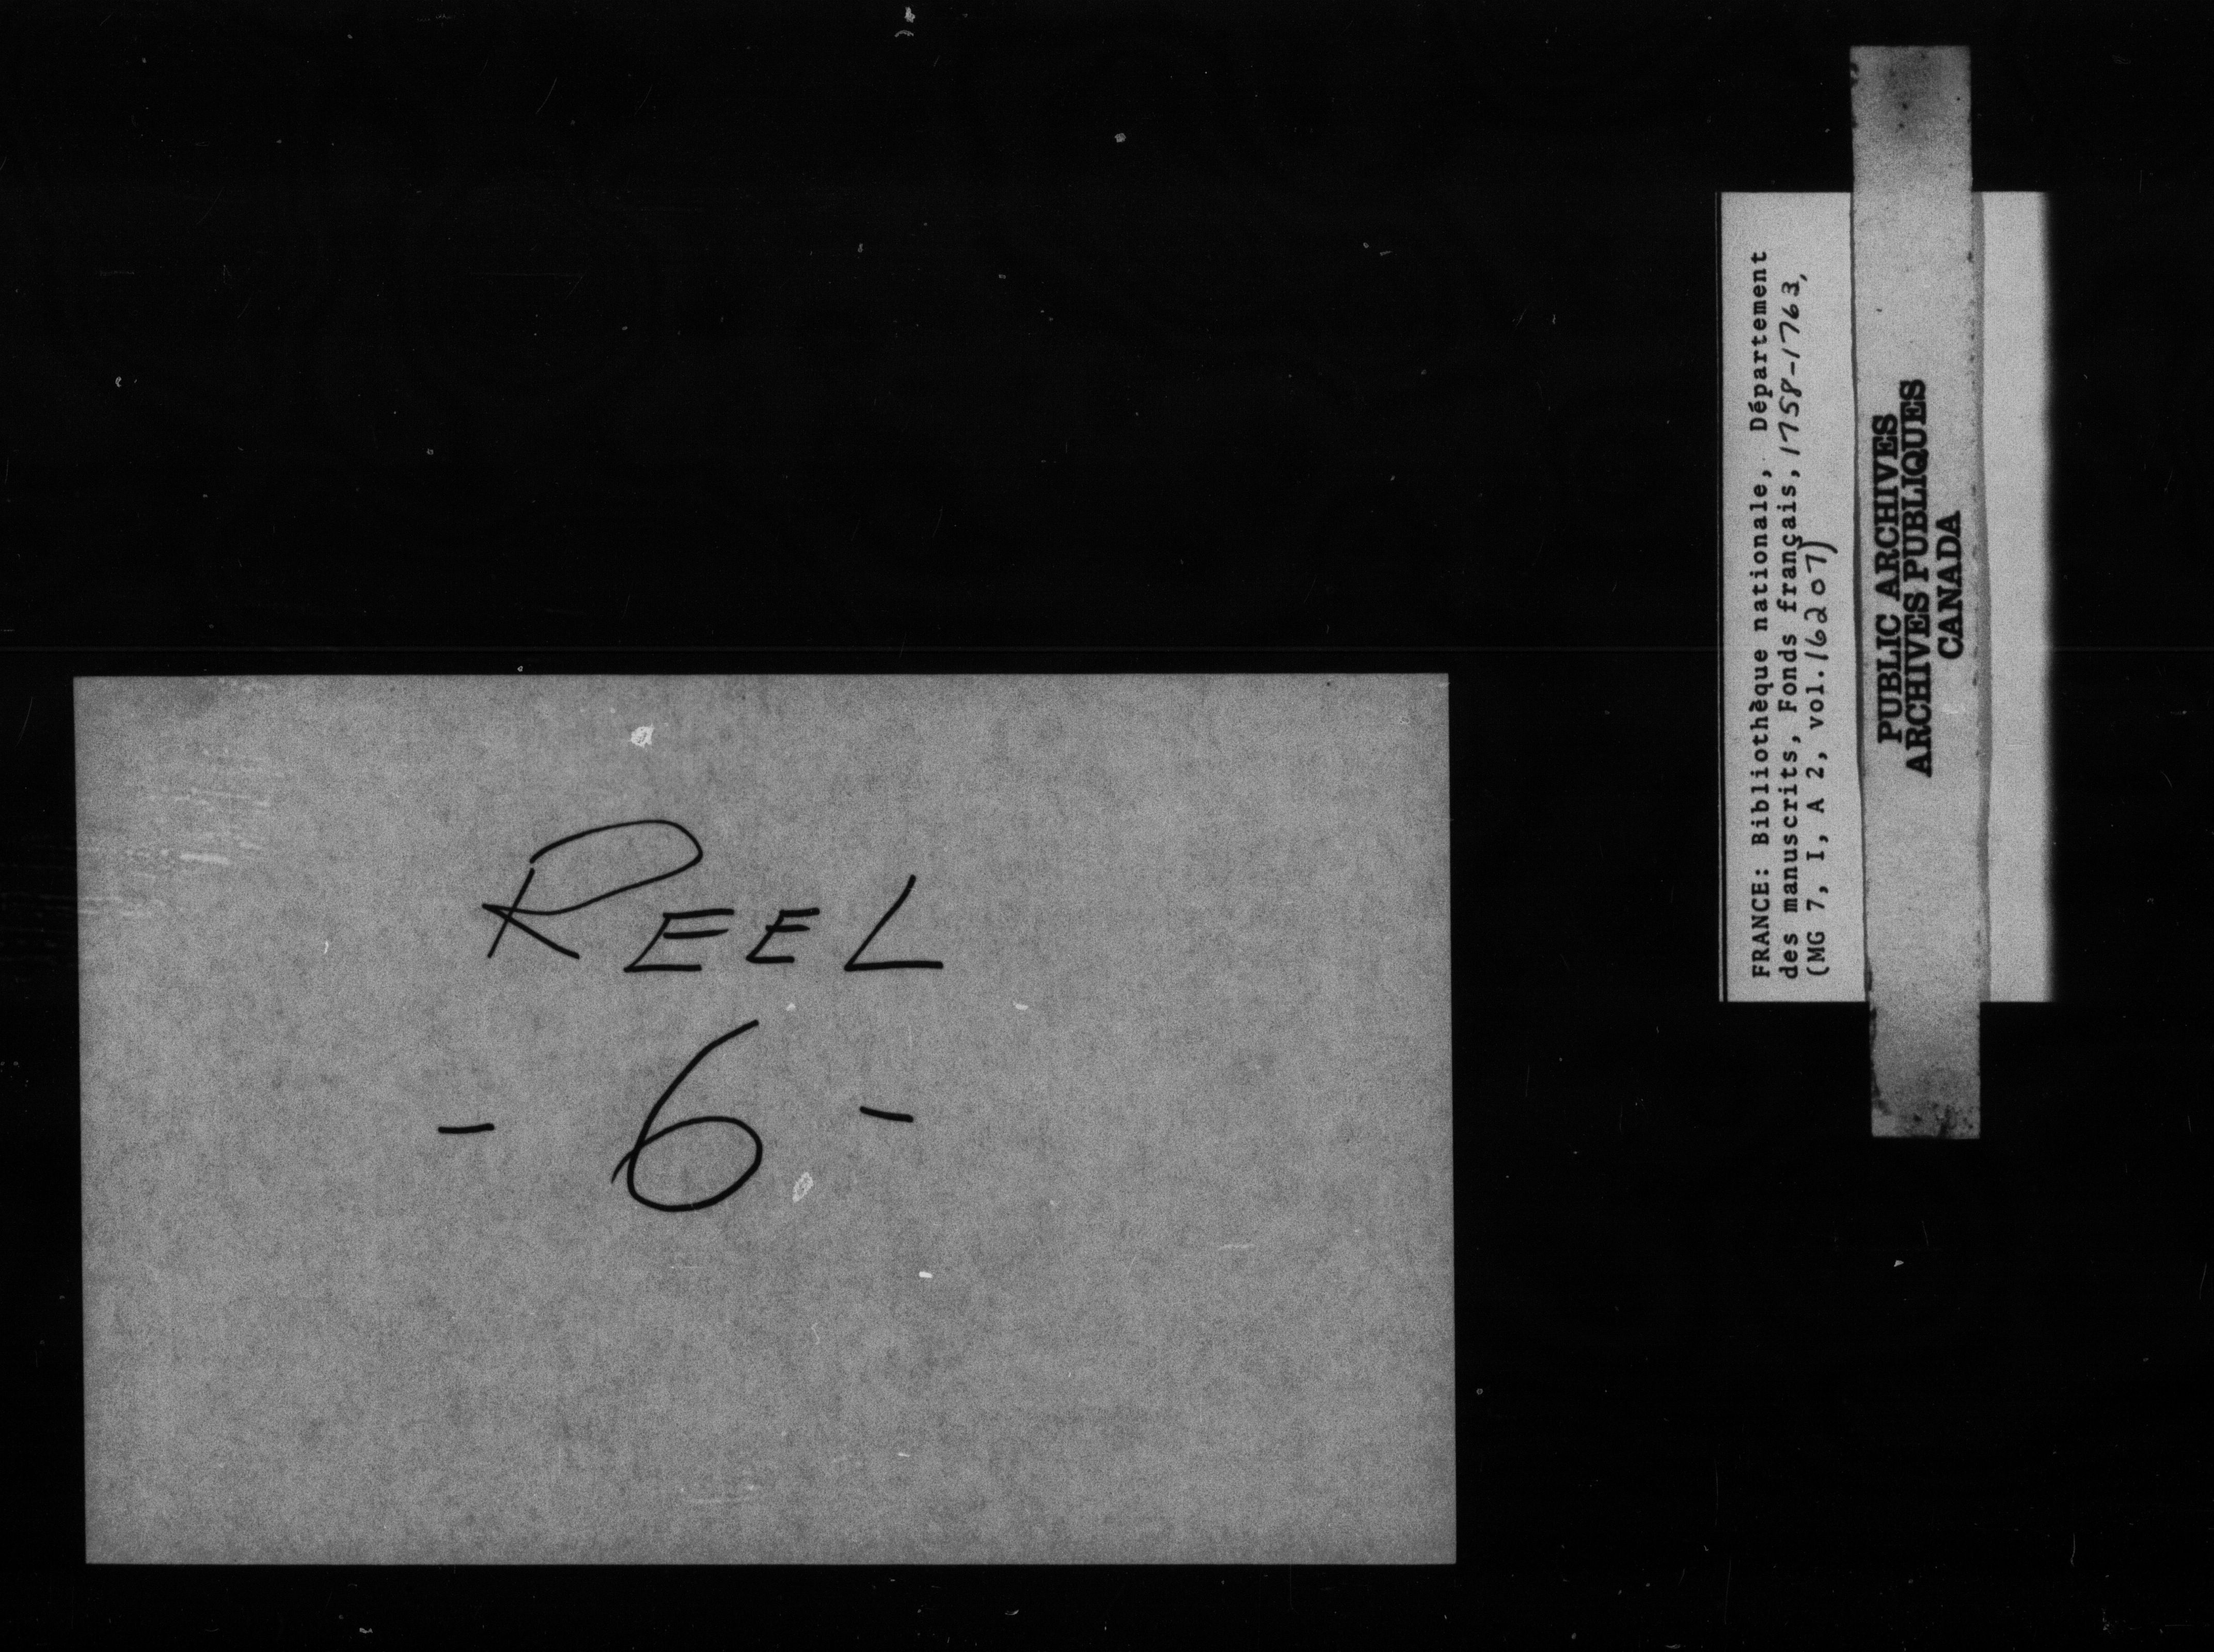 REEL
- 6 -
FRANCE: Bibliothèque nationale, Département
des manuscrits, Fonds français, 1758-1763,
(MG 7, I, A 2, vol. 16207)
PUBLIC ARCHIVES
ARCHIVES PUBLIQUES
CANADA